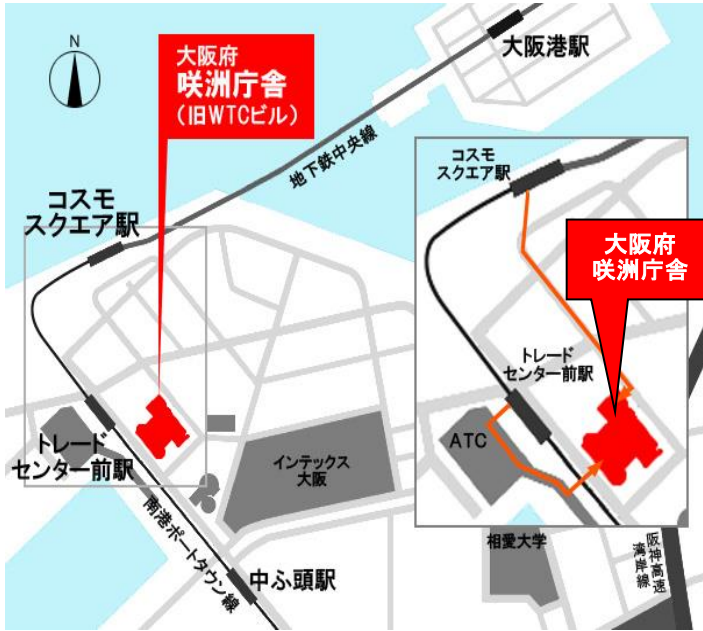 N
大阪府
咲洲庁舎
(旧WTCビル)
大阪港駅
地下鉄中央線
コスモ
スクエア駅
トレード
センター前駅
インテックス
大阪
南港ポートタウン線
中ふ頭駅
相愛大学
阪神高速
湾岸線
コスモ
スクエア駅
大阪府
咲洲庁舎
トレード
センター前駅
ATC